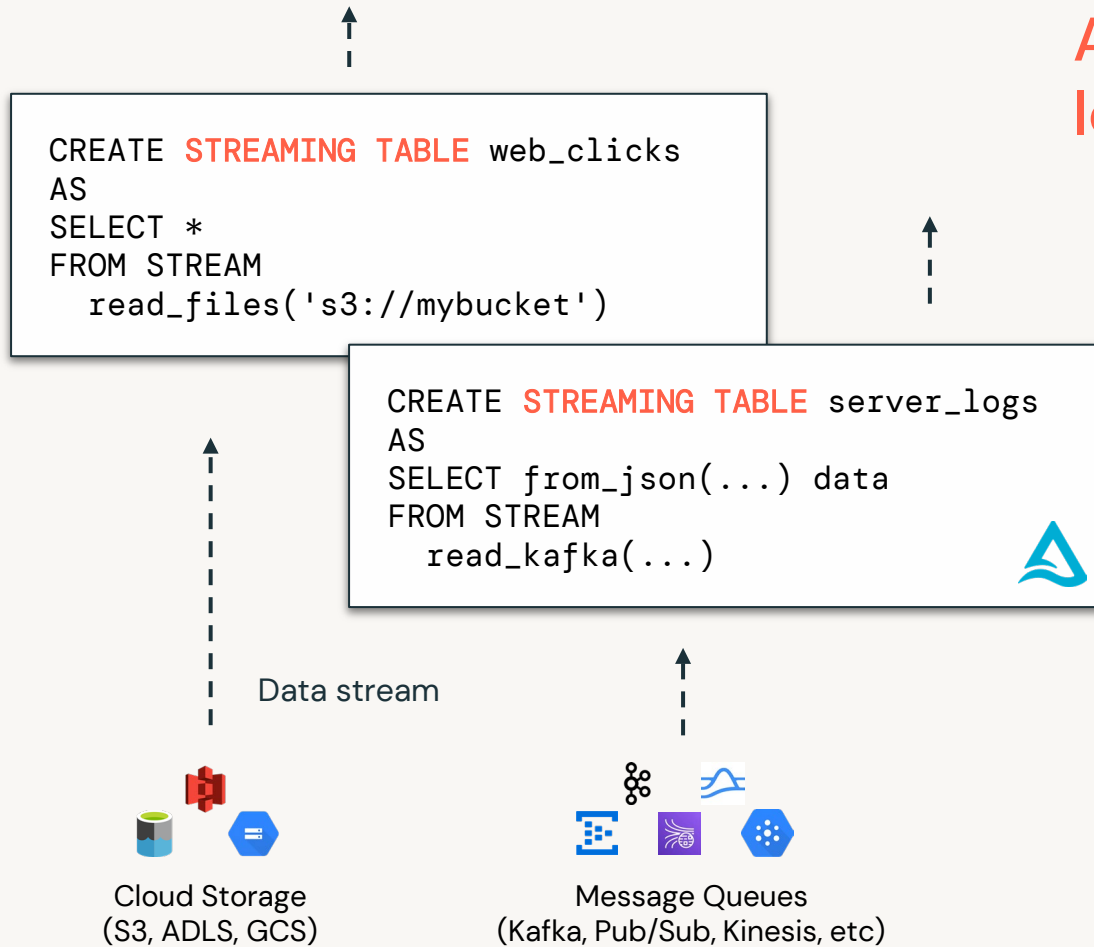 CREATE STREAMING TABLE web_clicks
AS
SELECT *
FROM STREAM
read_files('s3://mybucket')
CREATE STREAMING TABLE server_logs
AS
SELECT from_json(...) data
FROM STREAM
read_kafka(...)
Data stream
Cloud Storage
(S3, ADLS, GCS)
Message Queues
(Kafka, Pub/Sub, Kinesis, etc)